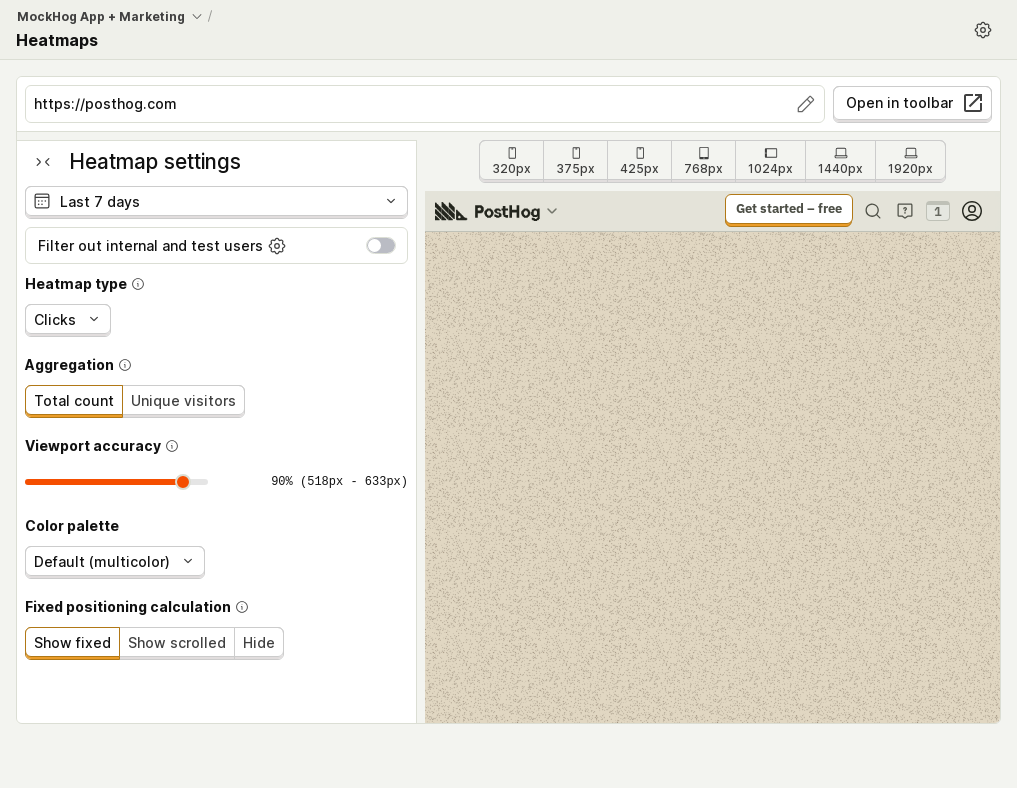 MockHog App + Marketing /
Heatmaps
https://posthog.com
Open in toolbar
Heatmap settings
Last 7 days
Filter out internal and test users
Heatmap type
Clicks
Aggregation
Total count Unique visitors
Viewport accuracy
90% (518px - 633px)
Color palette
Default (multicolor)
Fixed positioning calculation
Show fixed Show scrolled Hide
320px 375px 425px 768px 1024px 1440px 1920px
PostHog Get started – free ? 1